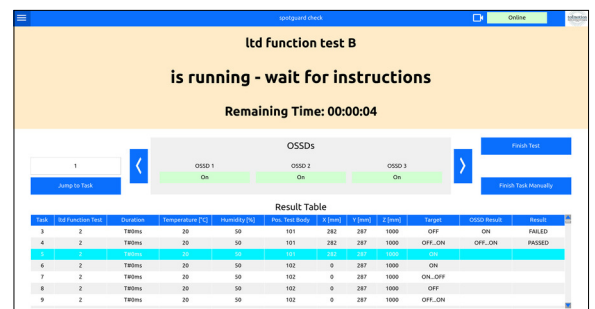 spotguard check
Online
ltd function test B
is running - wait for instructions
Remaining Time: 00:00:04
OSSDs
Finish Test
1
OSSD 1 OSSD 2 OSSD 3
On On On
Jump to Task
Finish Task Manually
Result Table
Task ltd Function Test Duration Temperature [°C] Humidity [%] Pos. Test Body X [mm] Y [mm] Z [mm] Target OSSD Result Result
3 2 T#0ms 20 50 101 282 287 1000 OFF ON FAILED
4 2 T#0ms 20 50 101 282 287 1000 OFF...ON OFF...ON PASSED
5 2 T#0ms 20 50 101 282 287 1000 ON
6 2 T#0ms 20 50 102 0 287 1000 ON
7 2 T#0ms 20 50 102 0 287 1000 ON...OFF
8 2 T#0ms 20 50 102 0 287 1000 OFF
9 2 T#0ms 20 50 102 0 287 1000 OFF...ON